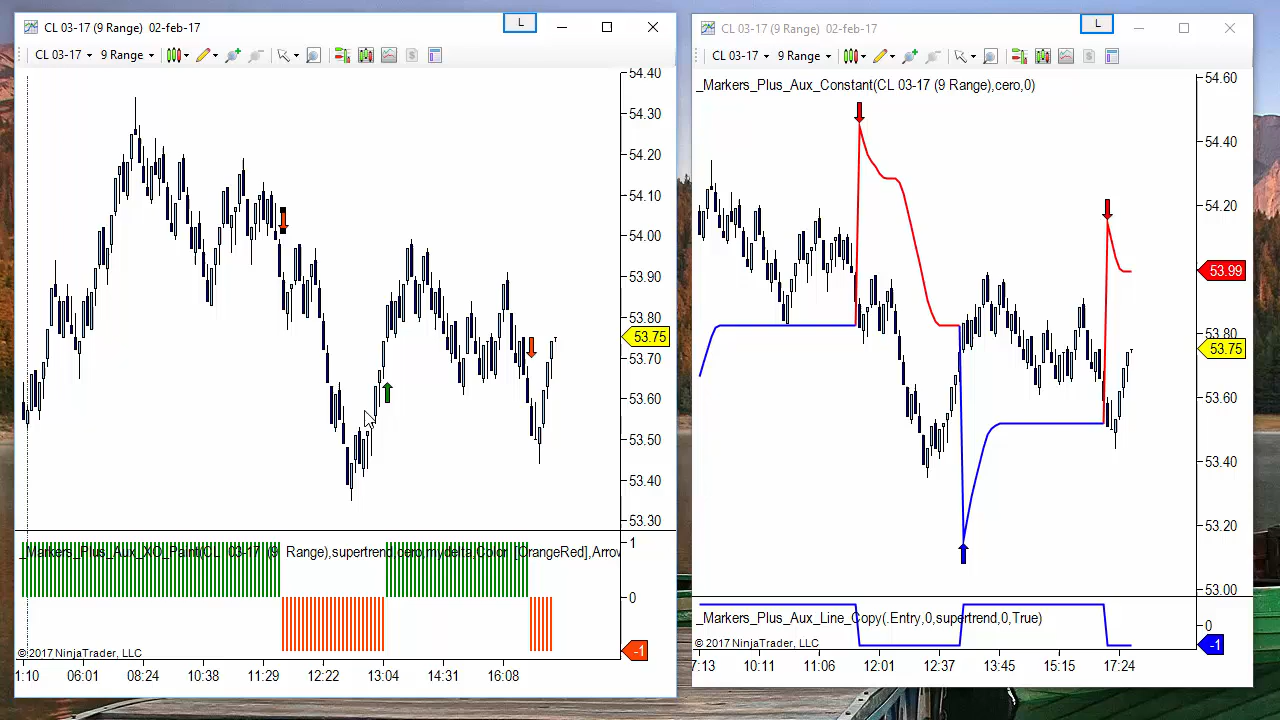 CL 03-17 (9 Range) 02-feb-17
L
CL 03-17 9 Range
54.40
54.30
54.20
54.10
54.00
53.90
53.80
53.75
53.70
53.60
53.50
53.40
53.30
_Markers_Plus_Aux_XO_Paint(CL 03-17 (9 Range),supertrend,cero,mydelta,Color [OrangeRed],Arrov
1
0
-1
© 2017 NinjaTrader, LLC
1:10 06:01 08:29 10:38 11:29 12:22 13:04 14:31 16:08
CL 03-17 (9 Range) 02-feb-17
L
CL 03-17 9 Range
_Markers_Plus_Aux_Constant(CL 03-17 (9 Range),cero,0)
54.60
54.40
54.20
53.99
53.80
53.75
53.60
53.40
53.20
53.00
_Markers_Plus_Aux_Line_Copy(.Entry,0,supertrend,0,True)
0
-1
© 2017 NinjaTrader, LLC
7:13 10:11 11:06 12:01 12:37 13:45 15:15 17:24